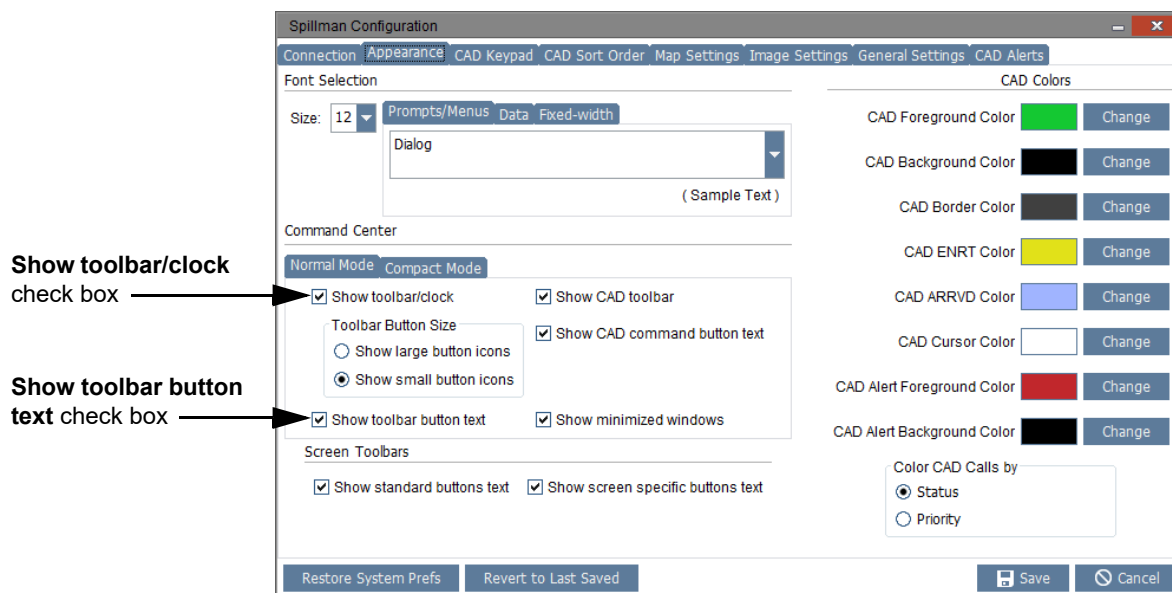 Spillman Configuration
Connection Appearance CAD Keypad CAD Sort Order Map Settings Image Settings General Settings CAD Alerts
Font Selection
Size: 12
Prompts/Menus Data Fixed-width
Dialog
( Sample Text )
Command Center
Normal Mode Compact Mode
Show toolbar/clock
check box
Show toolbar/clock
Show CAD toolbar
Toolbar Button Size
Show large button icons
Show small button icons
Show CAD command button text
Show toolbar button
text check box
Show toolbar button text
Show minimized windows
Screen Toolbars
Show standard buttons text
Show screen specific buttons text
CAD Colors
CAD Foreground Color Change
CAD Background Color Change
CAD Border Color Change
CAD ENRT Color Change
CAD ARRVD Color Change
CAD Cursor Color Change
CAD Alert Foreground Color Change
CAD Alert Background Color Change
Color CAD Calls by
Status
Priority
Restore System Prefs
Revert to Last Saved
Save
Cancel